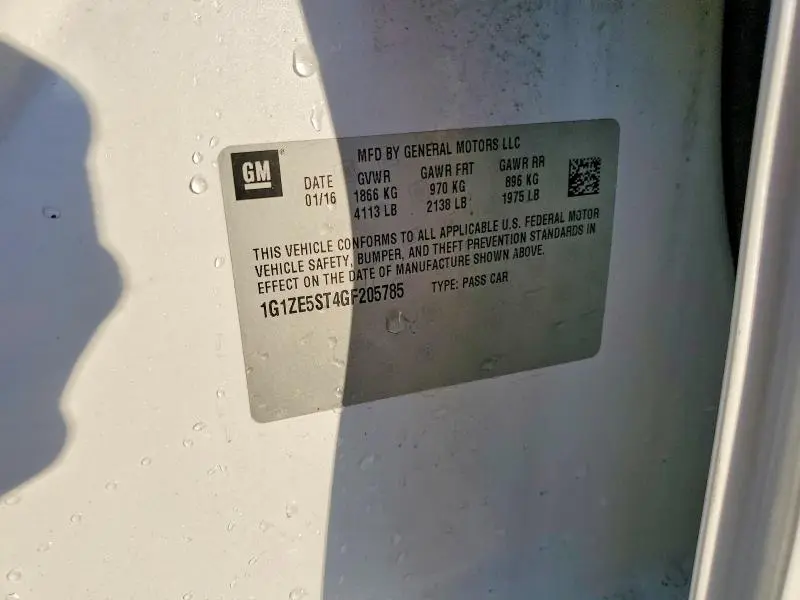 GM
MFD BY GENERAL MOTORS LLC
DATE GVWR GAWR FRT GAWR RR
01/16 1866 KG 970 KG 896 KG
4113 LB 2138 LB 1975 LB
THIS VEHICLE CONFORMS TO ALL APPLICABLE U.S. FEDERAL MOTOR
VEHICLE SAFETY, BUMPER, AND THEFT PREVENTION STANDARDS IN
EFFECT ON THE DATE OF MANUFACTURE SHOWN ABOVE.
1G1ZE5ST4GF205785 TYPE: PASS CAR